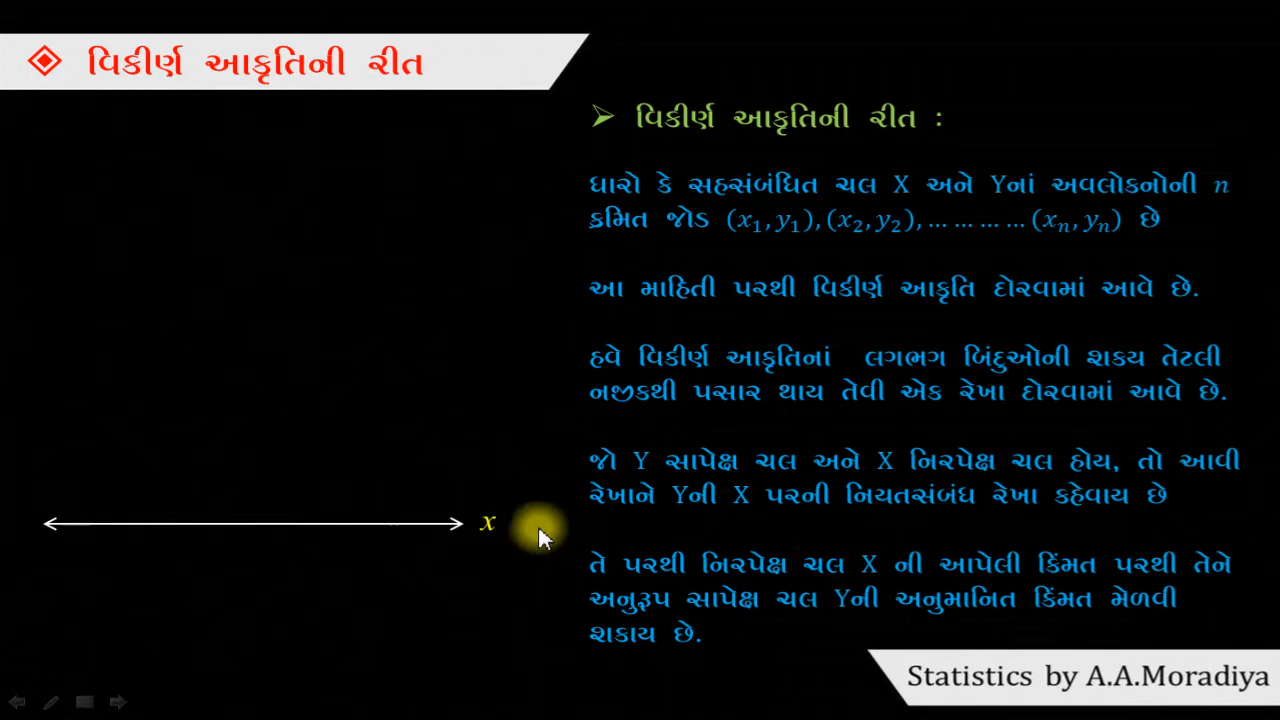 વિકીર્ણ આકૃતિની રીત
વિકીર્ણ આકૃતિની રીત :
ધારો કે સહસંબંધિત ચલ X અને Yનાં અવલોકનોની n
ક્રમિત જોડ (x₁,y₁),(x₂,y₂),… … … …(xₙ,yₙ) છે
આ માહિતી પરથી વિકીર્ણ આકૃતિ દોરવામાં આવે છે.
હવે વિકીર્ણ આકૃતિનાં લગભગ બિંદુઓની શકય તેટલી
નજીકથી પસાર થાય તેવી એક રેખા દોરવામાં આવે છે.
જો Y સાપેક્ષ ચલ અને X નિરપેક્ષ ચલ હોય, તો આવી
રેખાને Yની X પરની નિયતસંબંધ રેખા કહેવાય છે
x
તે પરથી નિરપેક્ષ ચલ X ની આપેલી કિંમત પરથી તેને
અનુરૂપ સાપેક્ષ ચલ Yની અનુમાનિત કિંમત મેળવી
શકાય છે.
Statistics by A.A.Moradiya